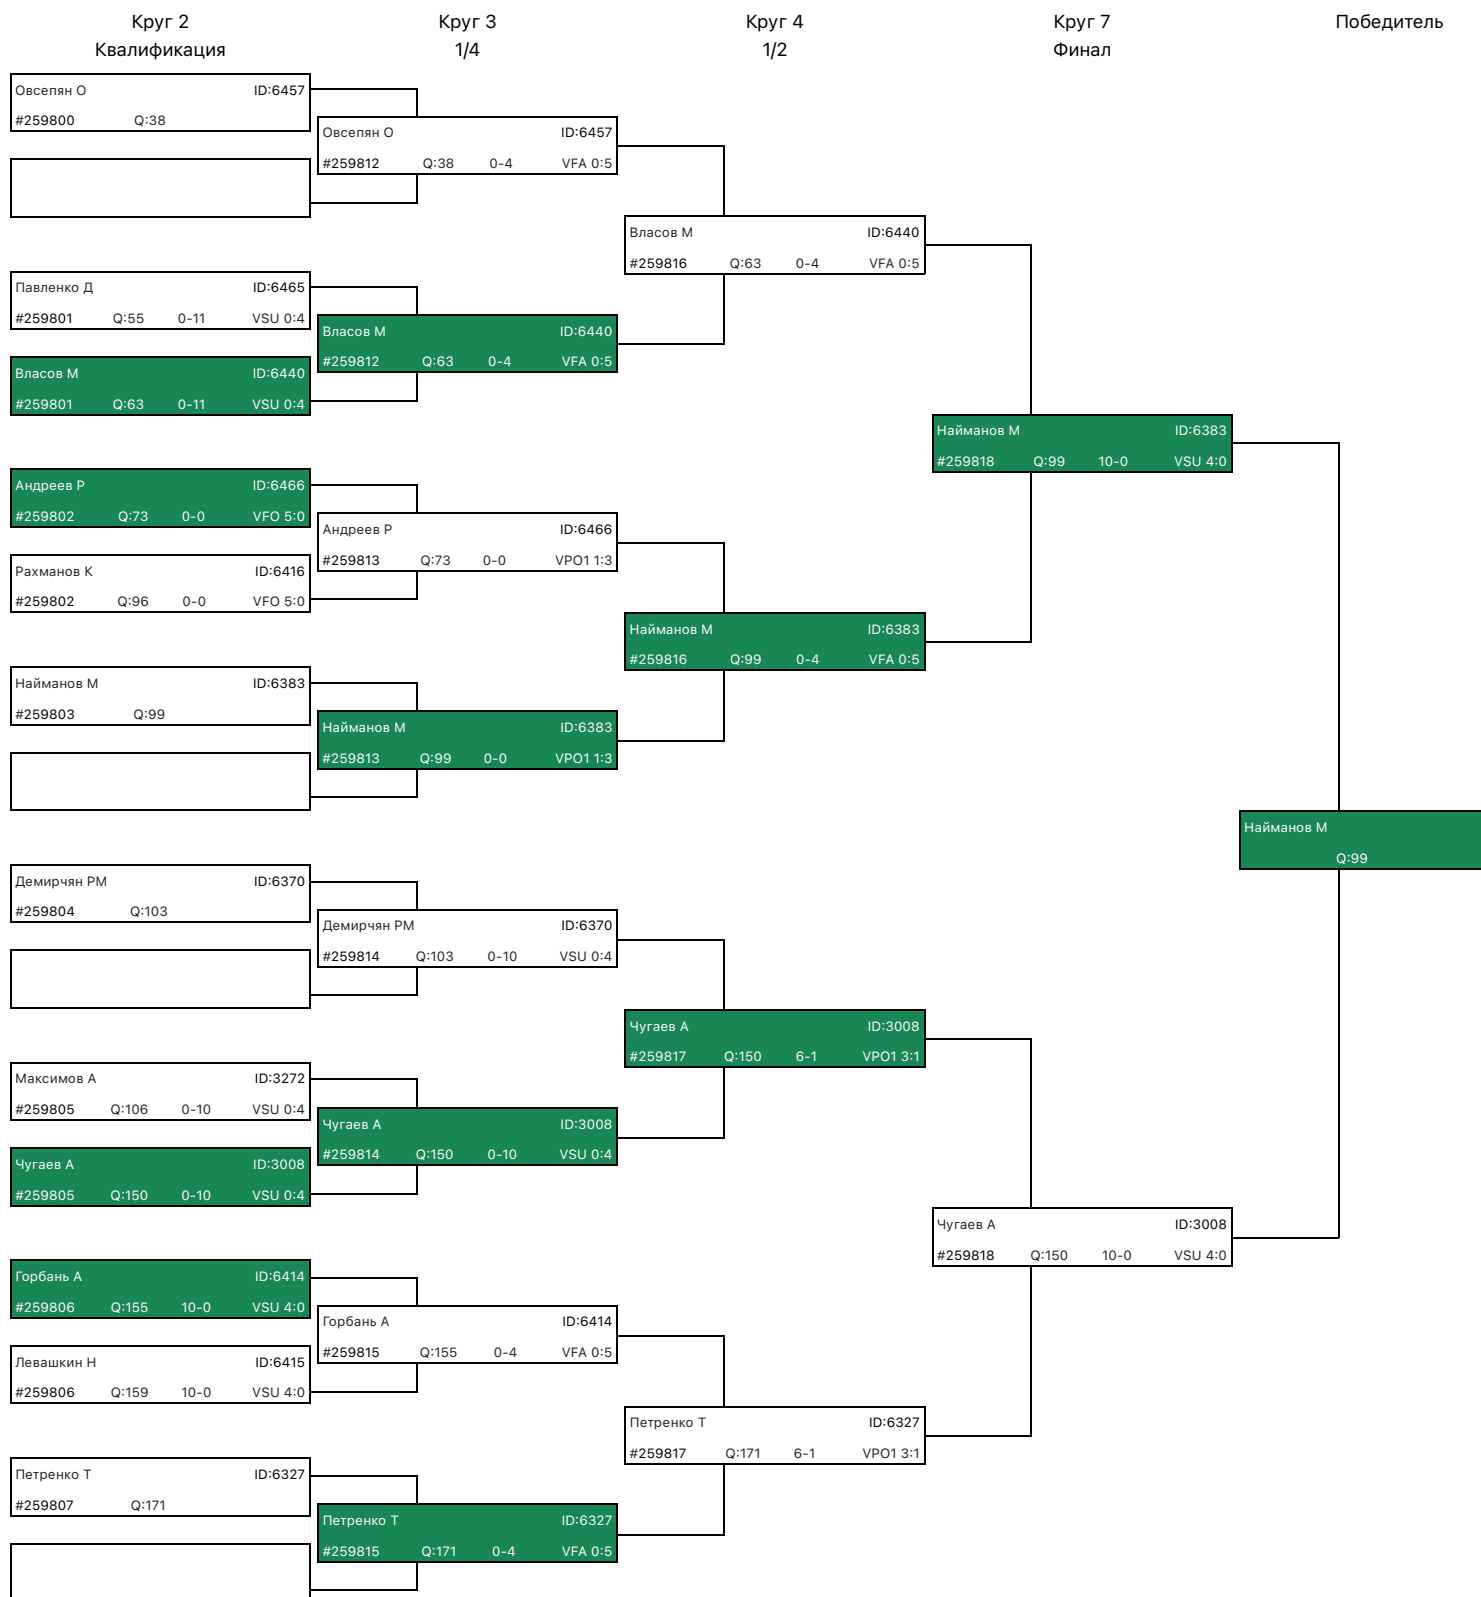 Круг 2
Квалификация
Круг 3
1/4
Круг 4
1/2
Круг 7
Финал
Победитель
Овсепян О ID:6457
#259800 Q:38
Павленко Д ID:6465
#259801 Q:55 0-11 VSU 0:4
Власов М ID:6440
#259801 Q:63 0-11 VSU 0:4
Андреев Р ID:6466
#259802 Q:73 0-0 VFO 5:0
Рахманов К ID:6416
#259802 Q:96 0-0 VFO 5:0
Найманов М ID:6383
#259803 Q:99
Демирчян РМ ID:6370
#259804 Q:103
Максимов А ID:3272
#259805 Q:106 0-10 VSU 0:4
Чугаев А ID:3008
#259805 Q:150 0-10 VSU 0:4
Горбань А ID:6414
#259806 Q:155 10-0 VSU 4:0
Левашкин Н ID:6415
#259806 Q:159 10-0 VSU 4:0
Петренко Т ID:6327
#259807 Q:171
Овсепян О ID:6457
#259812 Q:38 0-4 VFA 0:5
Власов М ID:6440
#259812 Q:63 0-4 VFA 0:5
Андреев Р ID:6466
#259813 Q:73 0-0 VPO1 1:3
Найманов М ID:6383
#259813 Q:99 0-0 VPO1 1:3
Демирчян РМ ID:6370
#259814 Q:103 0-10 VSU 0:4
Чугаев А ID:3008
#259814 Q:150 0-10 VSU 0:4
Горбань А ID:6414
#259815 Q:155 0-4 VFA 0:5
Петренко Т ID:6327
#259815 Q:171 0-4 VFA 0:5
Власов М ID:6440
#259816 Q:63 0-4 VFA 0:5
Найманов М ID:6383
#259816 Q:99 0-4 VFA 0:5
Чугаев А ID:3008
#259817 Q:150 6-1 VPO1 3:1
Петренко Т ID:6327
#259817 Q:171 6-1 VPO1 3:1
Найманов М ID:6383
#259818 Q:99 10-0 VSU 4:0
Чугаев А ID:3008
#259818 Q:150 10-0 VSU 4:0
Найманов М
Q:99